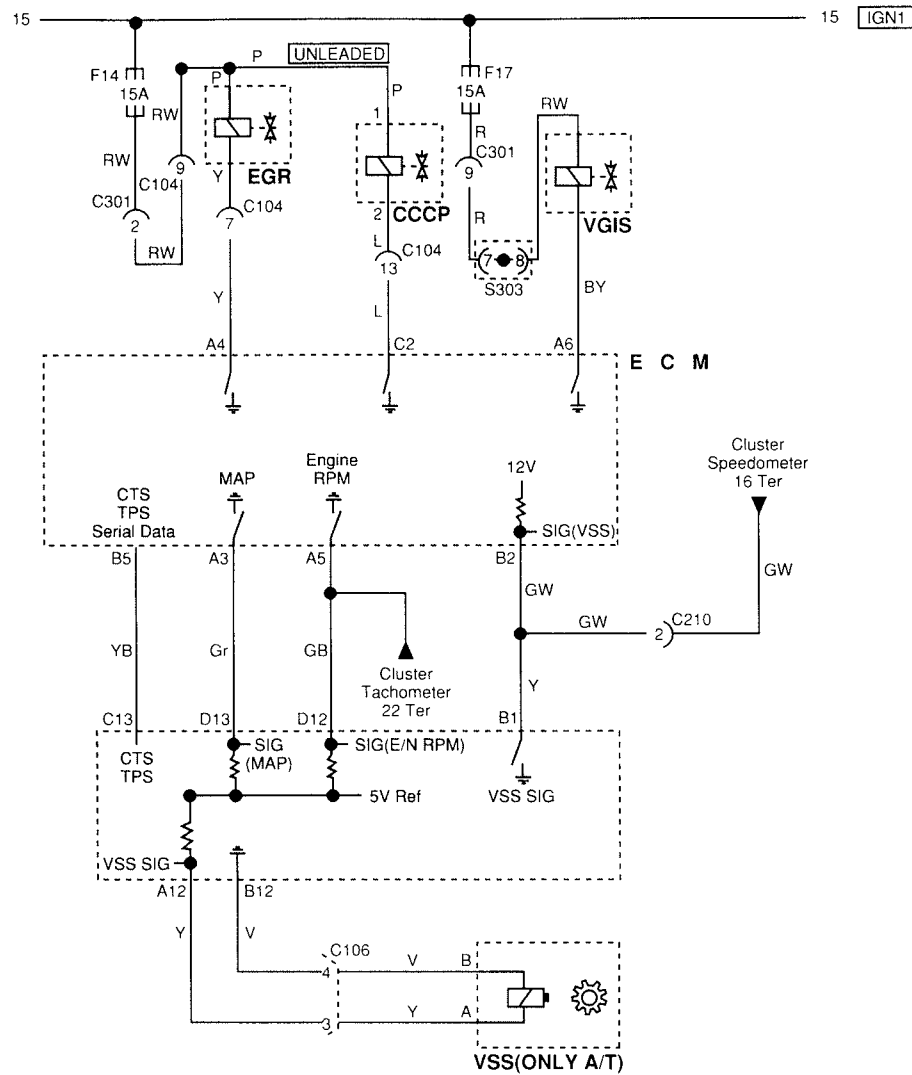 15
15
IGN1
UNLEADED
P
P
P
F14
15A
RW
RW
RW
C301
2
C104
9
EGR
Y
C104
7
Y
A4
1
2
CCCP
L
C104
13
L
C2
F17
15A
R
C301
9
R
7
8
S303
RW
VGIS
BY
A6
E C M
CTS
TPS
Serial Data
MAP
Engine
RPM
12V
SIG(VSS)
Cluster
Speedometer
16 Ter
B5
A3
A5
B2
GW
GW
GW
2
C210
YB
Gr
GB
Cluster
Tachometer
22 Ter
Y
C13
D13
D12
B1
CTS
TPS
SIG
(MAP)
SIG(E/N RPM)
VSS SIG
5V Ref
VSS SIG
A12
B12
Y
V
C106
4
V
B
3
Y
A
VSS(ONLY A/T)